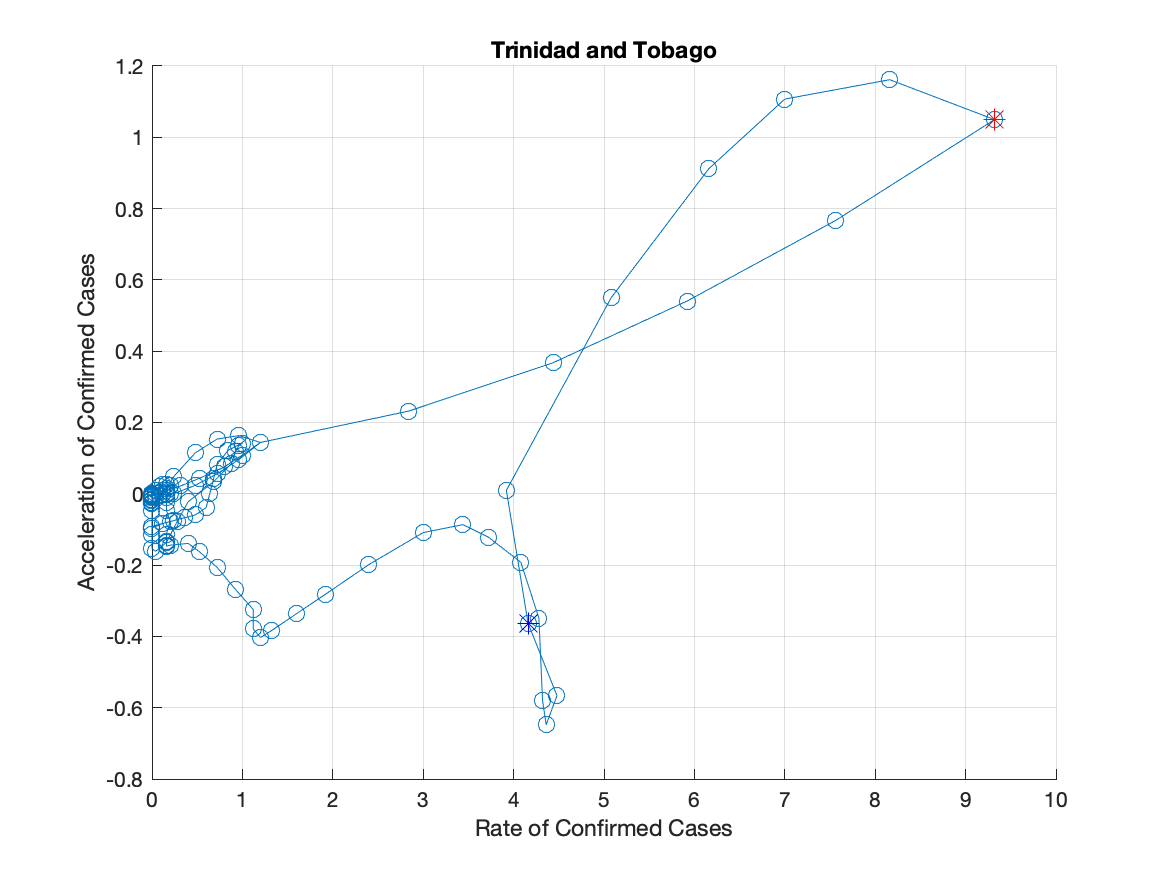 Trinidad and Tobago
1.2
1
0.8
0.6
0.4
0.2
0
-0.2
-0.4
-0.6
-0.8
Acceleration of Confirmed Cases
0 1 2 3 4 5 6 7 8 9 10
Rate of Confirmed Cases